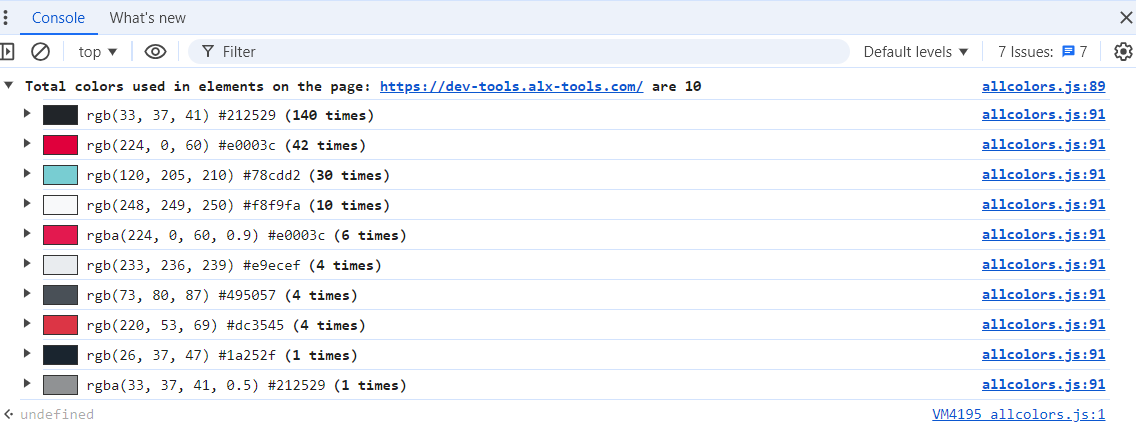 Console What's new
top Filter Default levels 7 Issues: 7
Total colors used in elements on the page: https://dev-tools.alx-tools.com/ are 10 allcolors.js:89
rgb(33, 37, 41) #212529 (140 times) allcolors.js:91
rgb(224, 0, 60) #e0003c (42 times) allcolors.js:91
rgb(120, 205, 210) #78cdd2 (30 times) allcolors.js:91
rgb(248, 249, 250) #f8f9fa (10 times) allcolors.js:91
rgba(224, 0, 60, 0.9) #e0003c (6 times) allcolors.js:91
rgb(233, 236, 239) #e9ecef (4 times) allcolors.js:91
rgb(73, 80, 87) #495057 (4 times) allcolors.js:91
rgb(220, 53, 69) #dc3545 (4 times) allcolors.js:91
rgb(26, 37, 47) #1a252f (1 times) allcolors.js:91
rgba(33, 37, 41, 0.5) #212529 (1 times) allcolors.js:91
undefined VM4195 allcolors.js:1